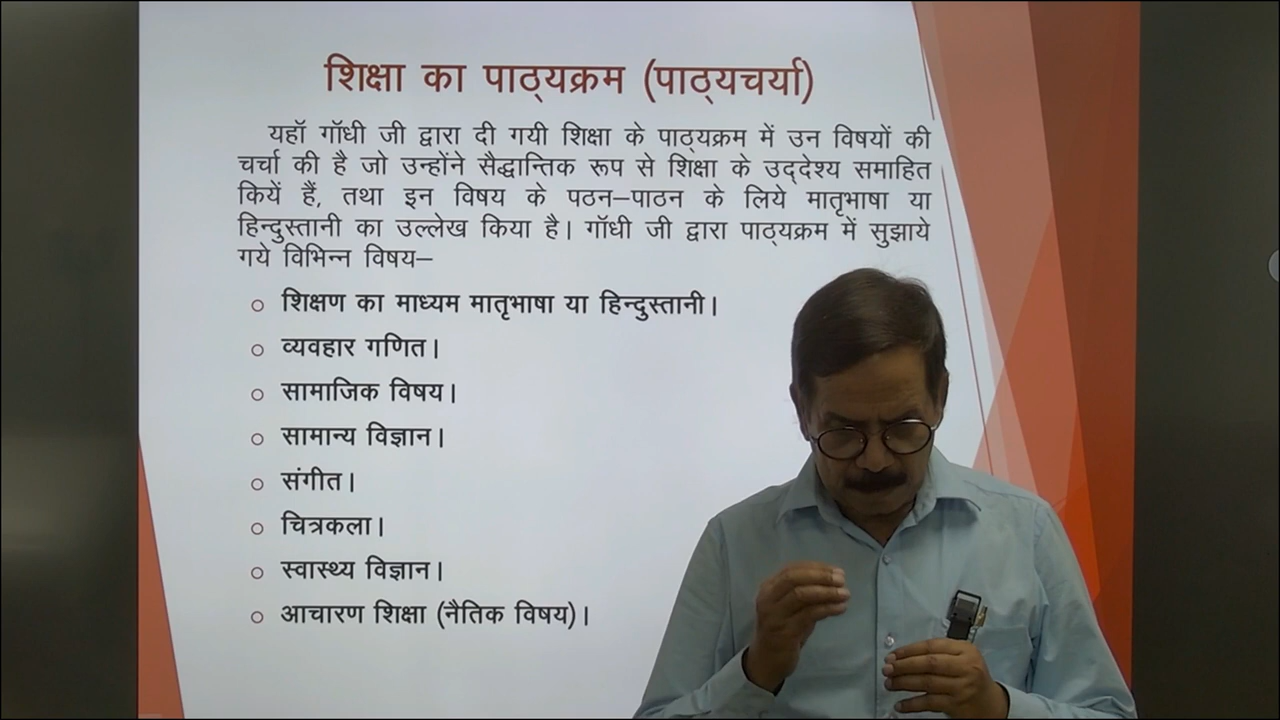 शिक्षा का पाठ्यक्रम (पाठ्यचर्या)
यहॉ गॉधी जी द्वारा दी गयी शिक्षा के पाठ्यक्रम में उन विषयों की
चर्चा की है जो उन्होंने सैद्धान्तिक रूप से शिक्षा के उद्देश्य समाहित
कियें हैं, तथा इन विषय के पठन–पाठन के लिये मातृभाषा या
हिन्दुस्तानी का उल्लेख किया है। गॉधी जी द्वारा पाठ्यक्रम में सुझाये
गये विभिन्न विषय–
○ शिक्षण का माध्यम मातृभाषा या हिन्दुस्तानी।
○ व्यवहार गणित।
○ सामाजिक विषय।
○ सामान्य विज्ञान।
○ संगीत।
○ चित्रकला।
○ स्वास्थ्य विज्ञान।
○ आचारण शिक्षा (नैतिक विषय)।